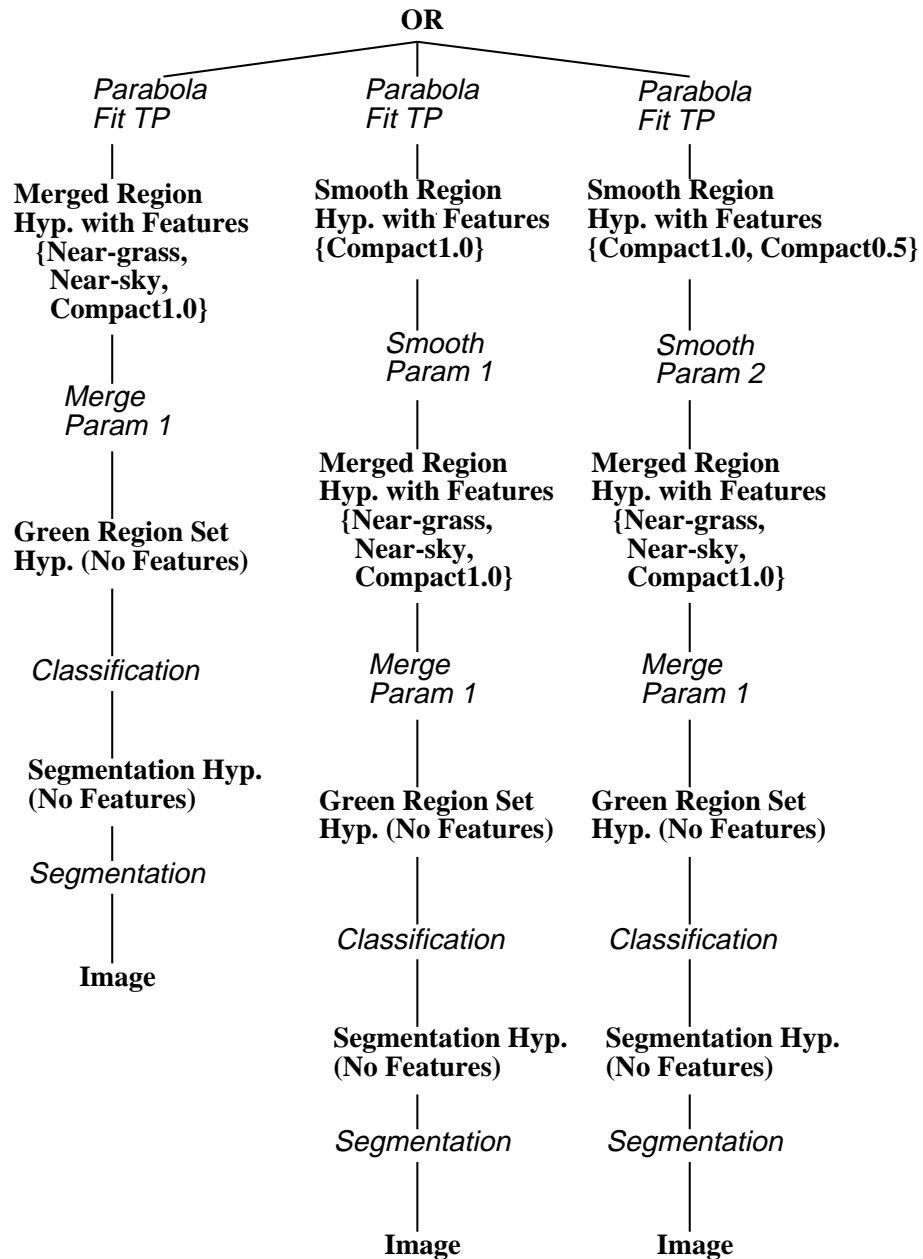 OR
Parabola
Fit TP
Merged Region
Hyp. with Features
{Near-grass,
Near-sky,
Compact1.0}
Merge
Param 1
Green Region Set
Hyp. (No Features)
Classification
Segmentation Hyp.
(No Features)
Segmentation
Image
Parabola
Fit TP
Smooth Region
Hyp. with Features
{Compact1.0}
Smooth
Param 1
Merged Region
Hyp. with Features
{Near-grass,
Near-sky,
Compact1.0}
Merge
Param 1
Green Region Set
Hyp. (No Features)
Classification
Segmentation Hyp.
(No Features)
Segmentation
Image
Parabola
Fit TP
Smooth Region
Hyp. with Features
{Compact1.0, Compact0.5}
Smooth
Param 2
Merged Region
Hyp. with Features
{Near-grass,
Near-sky,
Compact1.0}
Merge
Param 1
Green Region Set
Hyp. (No Features)
Classification
Segmentation Hyp.
(No Features)
Segmentation
Image